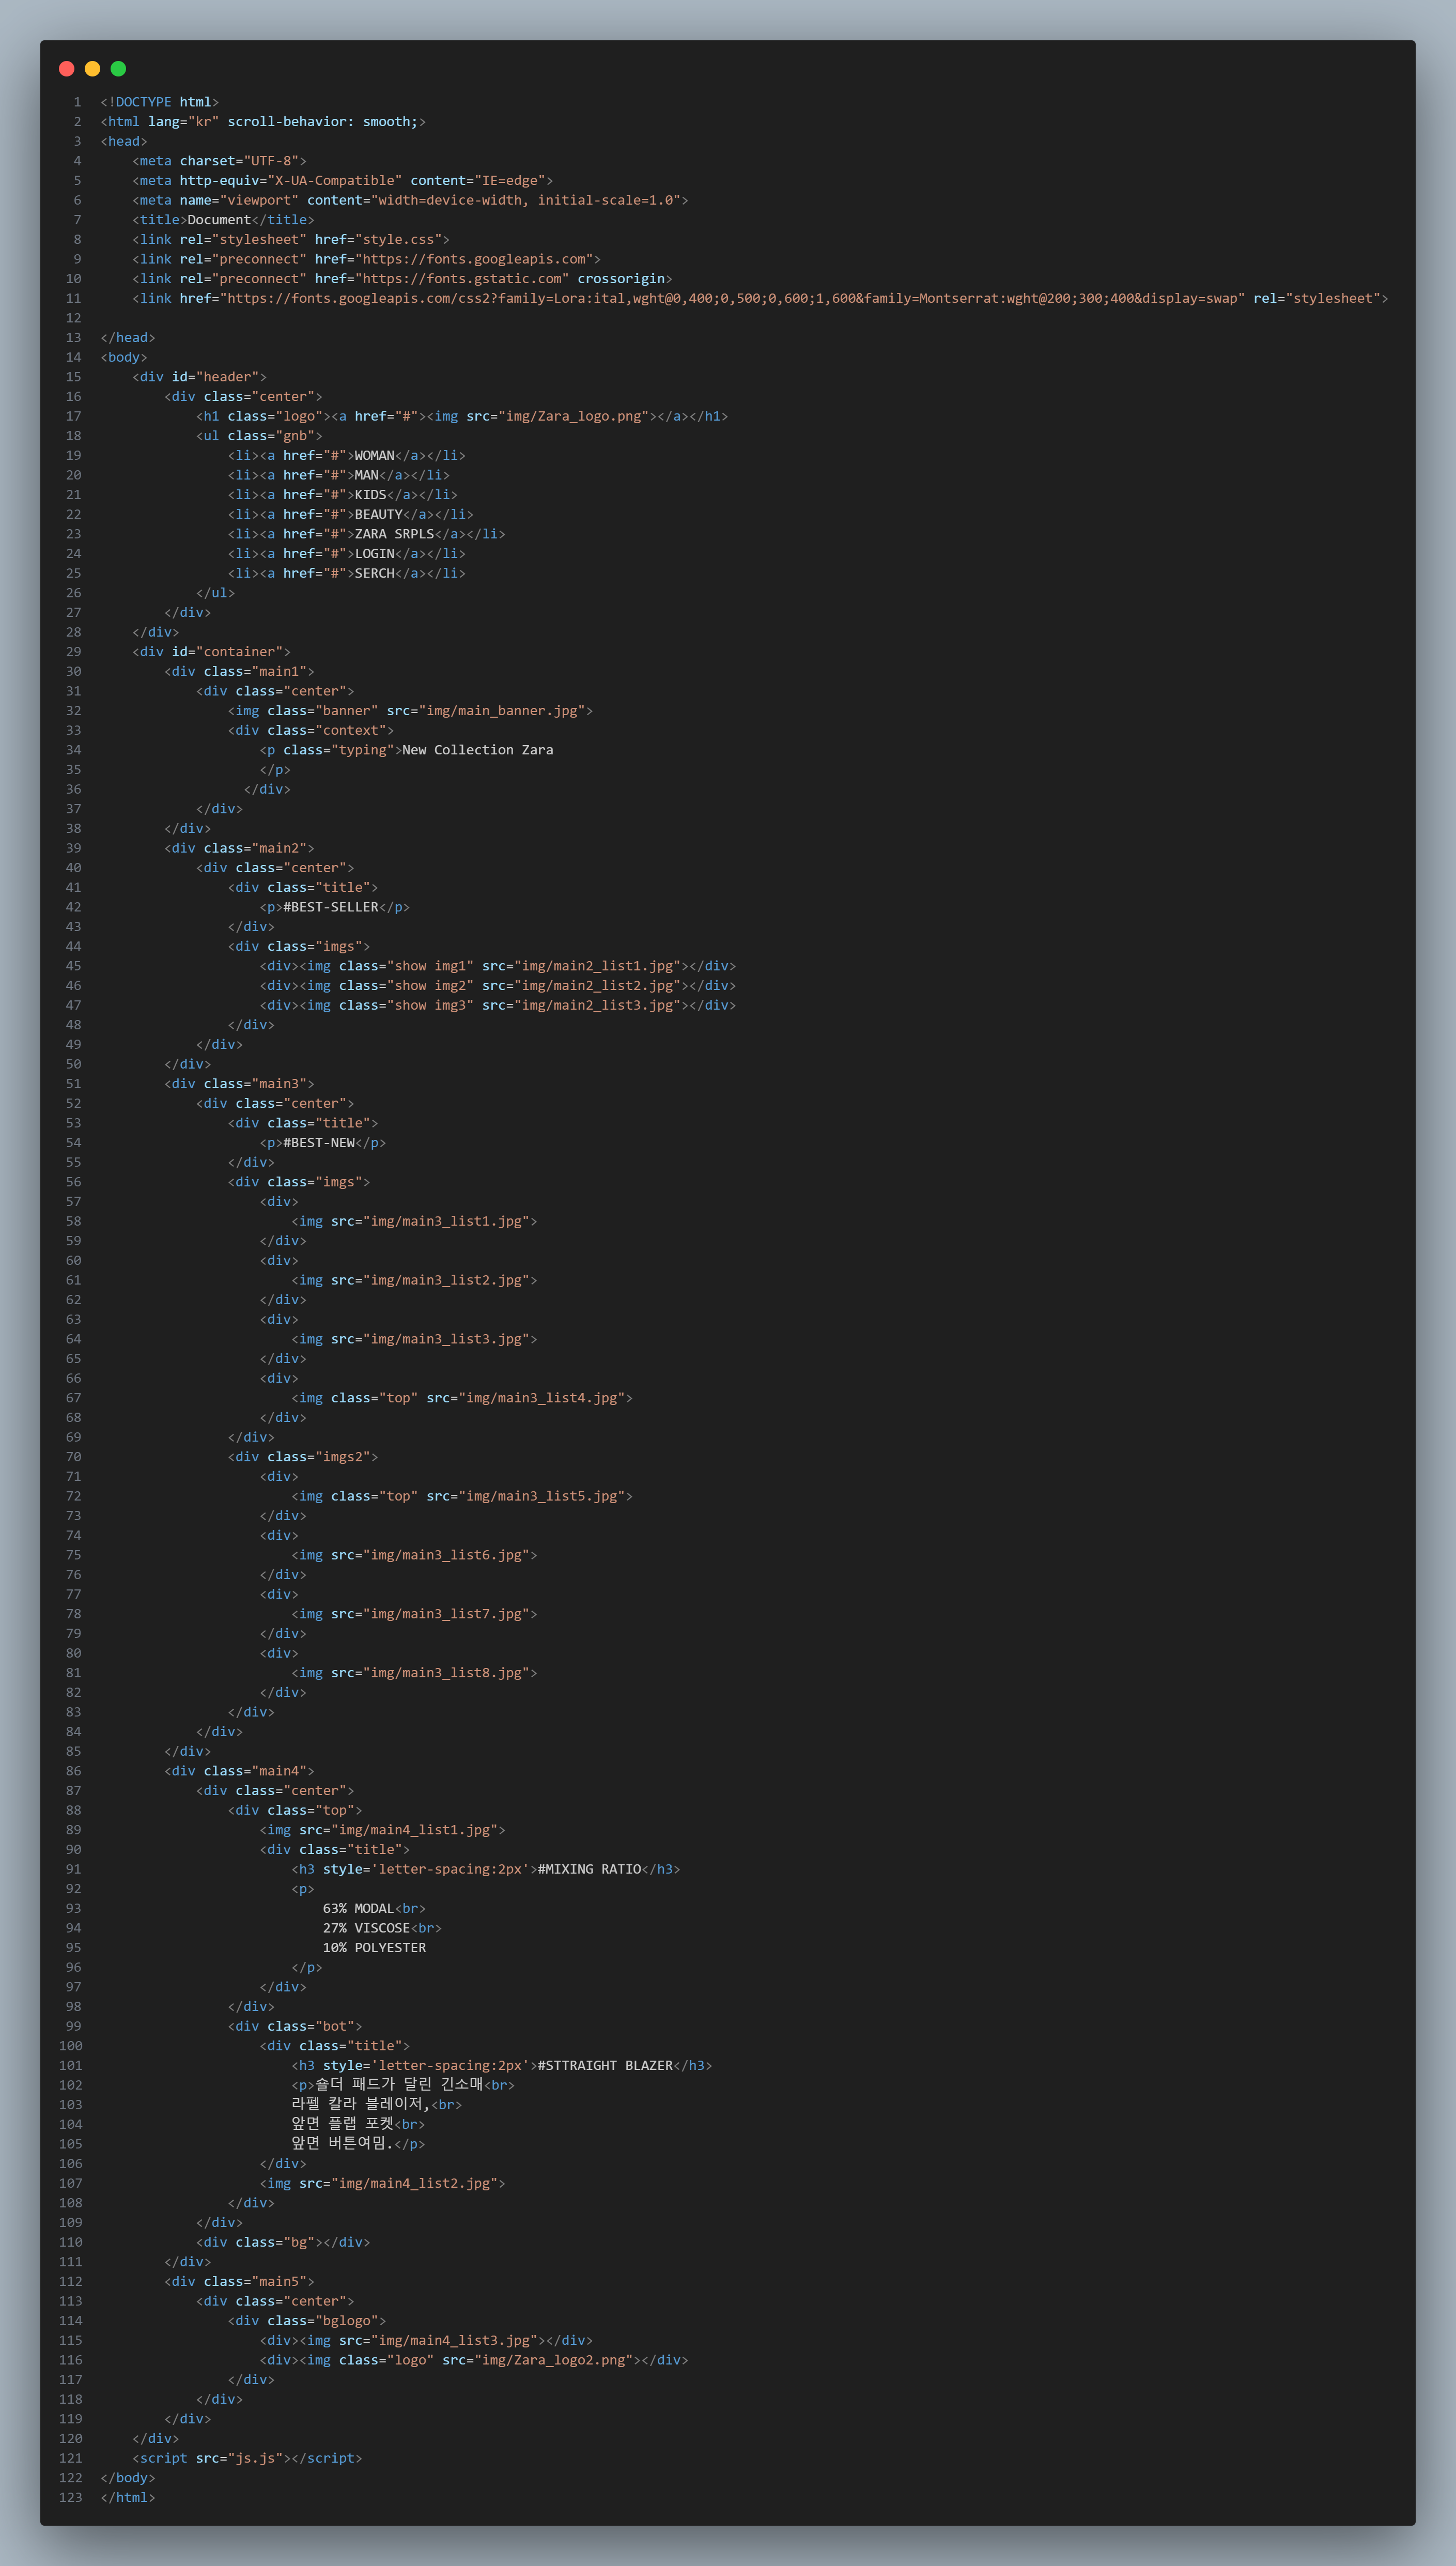 1 <!DOCTYPE html>
2 <html lang="kr" scroll-behavior: smooth;>
3 <head>
4     <meta charset="UTF-8">
5     <meta http-equiv="X-UA-Compatible" content="IE=edge">
6     <meta name="viewport" content="width=device-width, initial-scale=1.0">
7     <title>Document</title>
8     <link rel="stylesheet" href="style.css">
9     <link rel="preconnect" href="https://fonts.googleapis.com">
10     <link rel="preconnect" href="https://fonts.gstatic.com" crossorigin>
11     <link href="https://fonts.googleapis.com/css2?family=Lora:ital,wght@0,400;0,500;0,600;1,600&family=Montserrat:wght@200;300;400&display=swap" rel="stylesheet">
12
13 </head>
14 <body>
15     <div id="header">
16         <div class="center">
17             <h1 class="logo"><a href="#"><img src="img/Zara_logo.png"></a></h1>
18             <ul class="gnb">
19                 <li><a href="#">WOMAN</a></li>
20                 <li><a href="#">MAN</a></li>
21                 <li><a href="#">KIDS</a></li>
22                 <li><a href="#">BEAUTY</a></li>
23                 <li><a href="#">ZARA SRPLS</a></li>
24                 <li><a href="#">LOGIN</a></li>
25                 <li><a href="#">SERCH</a></li>
26             </ul>
27         </div>
28     </div>
29     <div id="container">
30         <div class="main1">
31             <div class="center">
32                 <img class="banner" src="img/main_banner.jpg">
33                 <div class="context">
34                     <p class="typing">New Collection Zara
35                     </p>
36                   </div>
37             </div>
38         </div>
39         <div class="main2">
40             <div class="center">
41                 <div class="title">
42                     <p>#BEST-SELLER</p>
43                 </div>
44                 <div class="imgs">
45                     <div><img class="show img1" src="img/main2_list1.jpg"></div>
46                     <div><img class="show img2" src="img/main2_list2.jpg"></div>
47                     <div><img class="show img3" src="img/main2_list3.jpg"></div>
48                 </div>
49             </div>
50         </div>
51         <div class="main3">
52             <div class="center">
53                 <div class="title">
54                     <p>#BEST-NEW</p>
55                 </div>
56                 <div class="imgs">
57                     <div>
58                         <img src="img/main3_list1.jpg">
59                     </div>
60                     <div>
61                         <img src="img/main3_list2.jpg">
62                     </div>
63                     <div>
64                         <img src="img/main3_list3.jpg">
65                     </div>
66                     <div>
67                         <img class="top" src="img/main3_list4.jpg">
68                     </div>
69                 </div>
70                 <div class="imgs2">
71                     <div>
72                         <img class="top" src="img/main3_list5.jpg">
73                     </div>
74                     <div>
75                         <img src="img/main3_list6.jpg">
76                     </div>
77                     <div>
78                         <img src="img/main3_list7.jpg">
79                     </div>
80                     <div>
81                         <img src="img/main3_list8.jpg">
82                     </div>
83                 </div>
84             </div>
85         </div>
86         <div class="main4">
87             <div class="center">
88                 <div class="top">
89                     <img src="img/main4_list1.jpg">
90                     <div class="title">
91                         <h3 style='letter-spacing:2px'>#MIXING RATIO</h3>
92                         <p>
93                             63% MODAL<br>
94                             27% VISCOSE<br>
95                             10% POLYESTER
96                         </p>
97                     </div>
98                 </div>
99                 <div class="bot">
100                     <div class="title">
101                         <h3 style='letter-spacing:2px'>#STTRAIGHT BLAZER</h3>
102                         <p>숄더 패드가 달린 긴소매<br>
103                         라펠 칼라 블레이저,<br>
104                         앞면 플랩 포켓<br>
105                         앞면 버튼여밈.</p>
106                     </div>
107                     <img src="img/main4_list2.jpg">
108                 </div>
109             </div>
110             <div class="bg"></div>
111         </div>
112         <div class="main5">
113             <div class="center">
114                 <div class="bglogo">
115                     <div><img src="img/main4_list3.jpg"></div>
116                     <div><img class="logo" src="img/Zara_logo2.png"></div>
117                 </div>
118             </div>
119         </div>
120     </div>
121     <script src="js.js"></script>
122 </body>
123 </html>